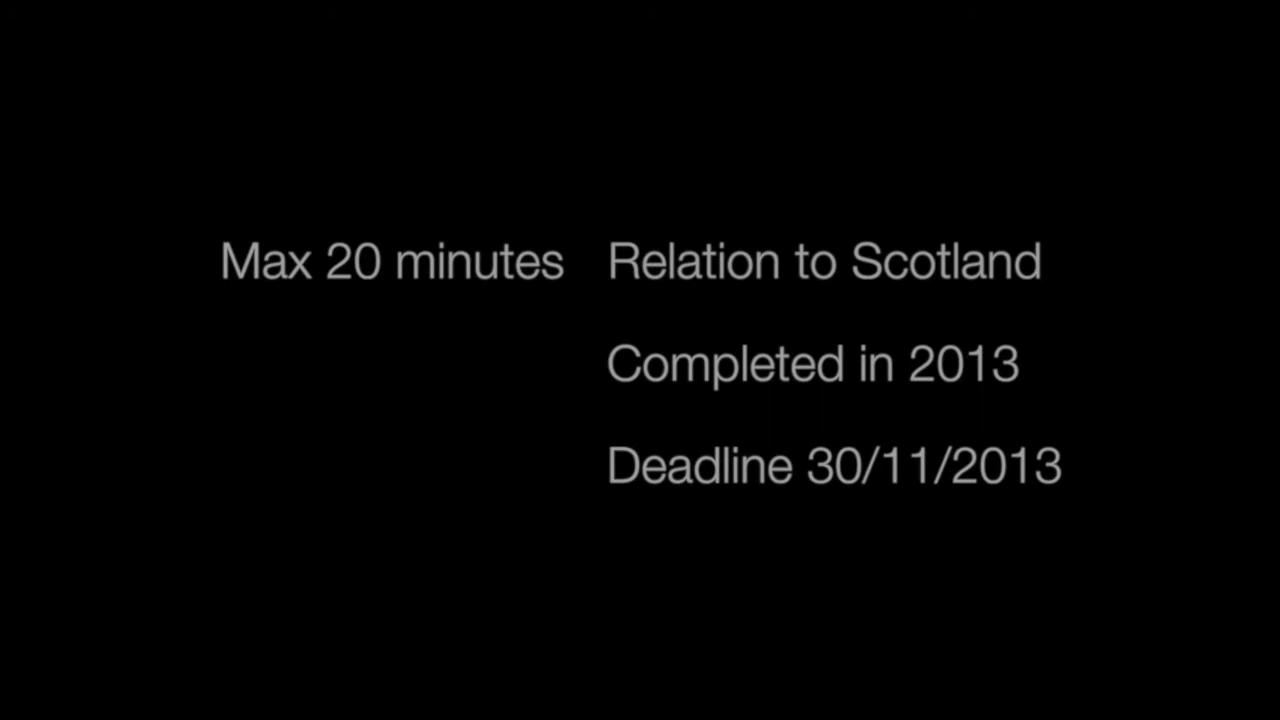 Max 20 minutes Relation to Scotland
Completed in 2013
Deadline 30/11/2013